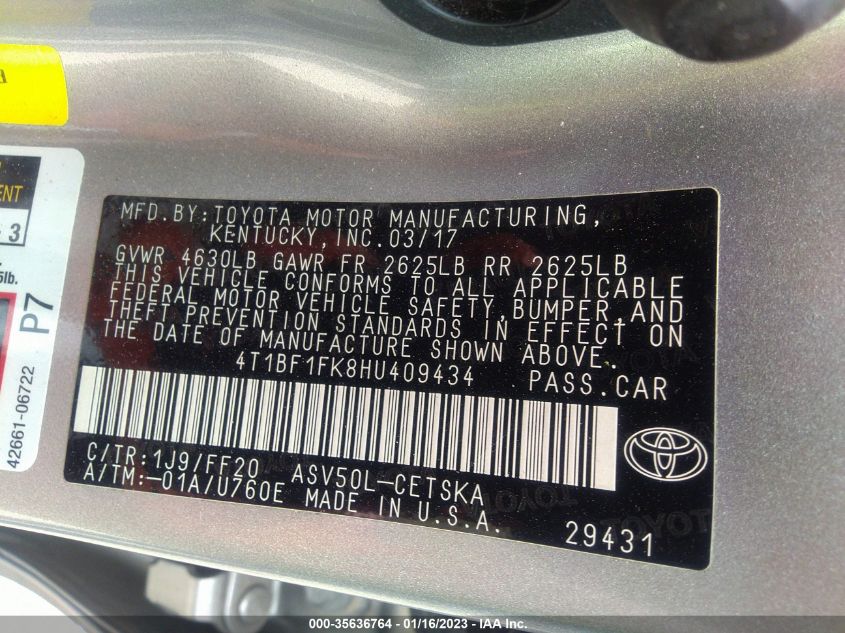 ENT
3
5lb.
P7
42661-06722
MFD.BY:TOYOTA MOTOR MANUFACTURING,
KENTUCKY, INC.03/17
GVWR 4630LB GAWR FR 2625LB RR 2625LB
THIS VEHICLE CONFORMS TO ALL APPLICABLE
FEDERAL MOTOR VEHICLE SAFETY, BUMPER, AND
THEFT PREVENTION STANDARDS IN EFFECT ON
THE DATE OF MANUFACTURE SHOWN ABOVE.
4T1BF1FK8HU409434 PASS.CAR
C/TR:1J9/FF20 ASV50L-CETSKA
A/TM:-01A/U760E MADE IN U.S.A.
29431
000-35636764 - 01/16/2023 - IAA Inc.